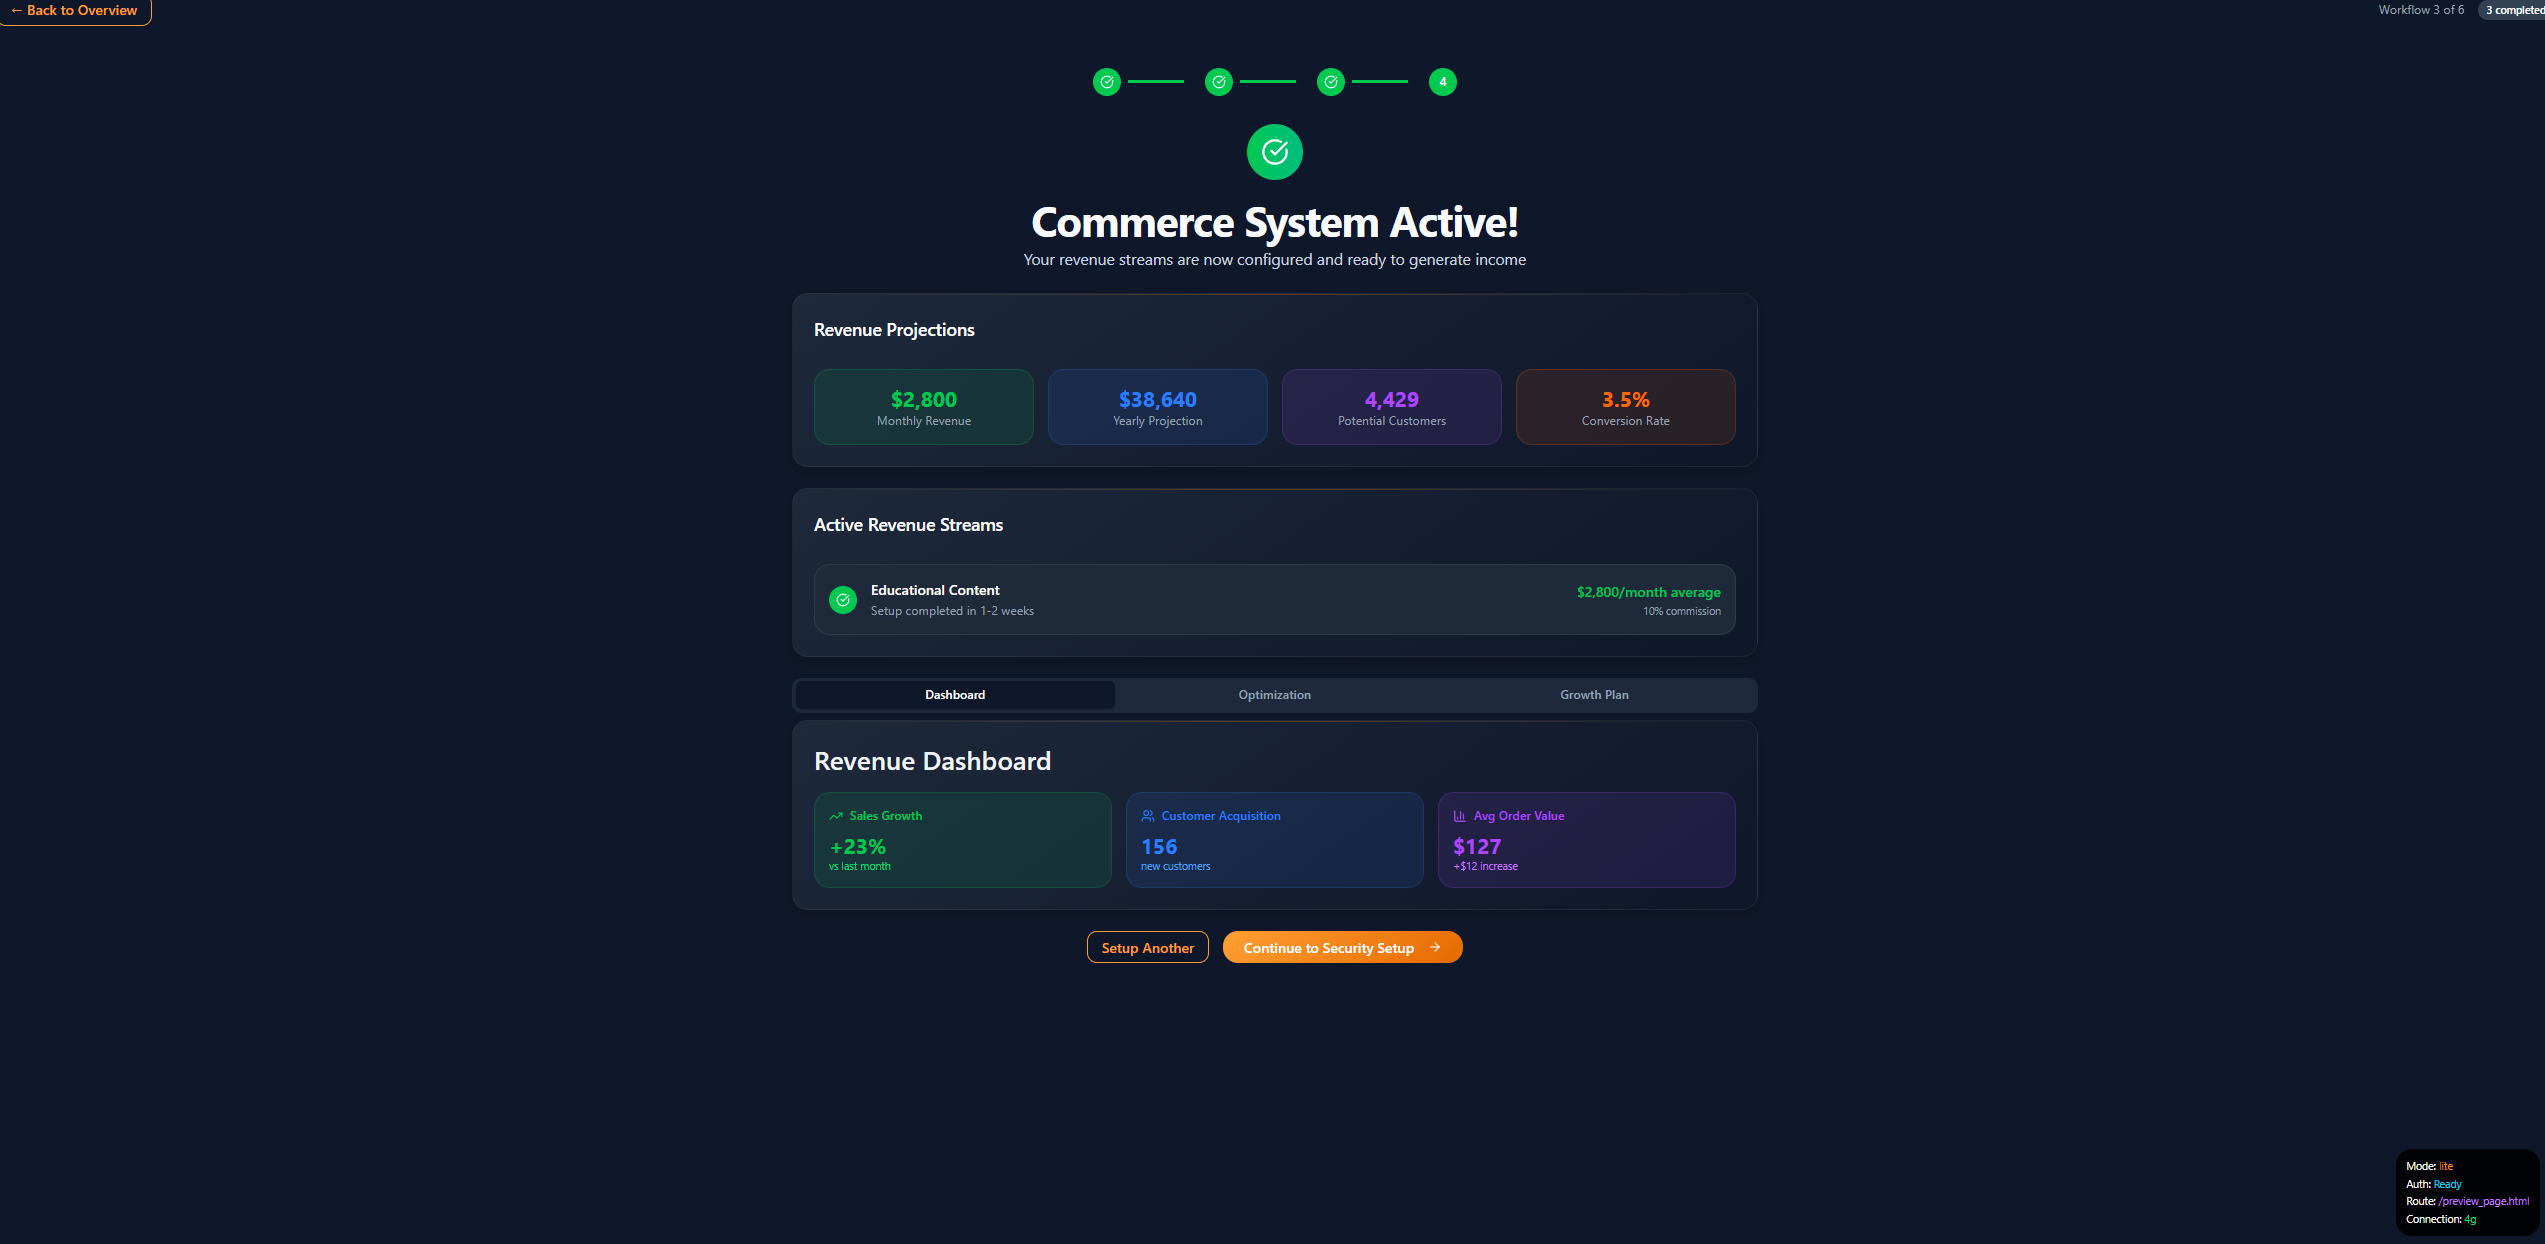 ← Back to Overview
Workflow 3 of 6
3 completed
4
Commerce System Active!
Your revenue streams are now configured and ready to generate income
Revenue Projections
$2,800
Monthly Revenue
$38,640
Yearly Projection
4,429
Potential Customers
3.5%
Conversion Rate
Active Revenue Streams
Educational Content
Setup completed in 1-2 weeks
$2,800/month average
10% commission
Dashboard
Optimization
Growth Plan
Revenue Dashboard
Sales Growth
+23%
vs last month
Customer Acquisition
156
new customers
Avg Order Value
$127
+$12 increase
Setup Another
Continue to Security Setup →
Mode: lite
Auth: Ready
Route: /preview_page.html
Connection: 4g